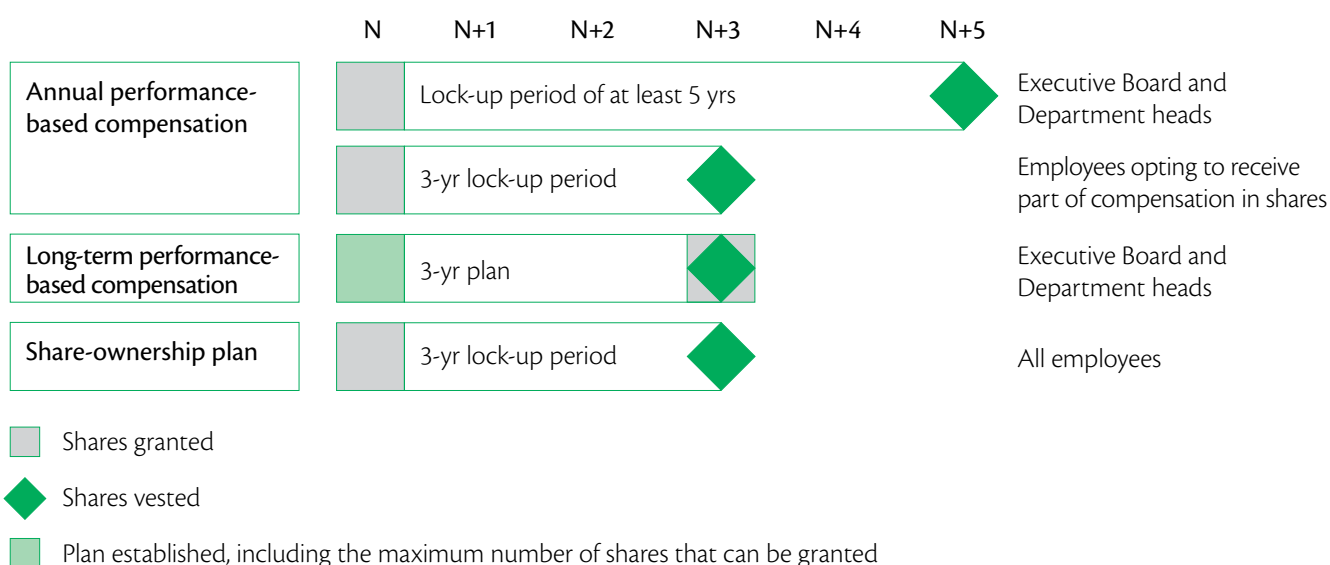 N N+1 N+2 N+3 N+4 N+5
Annual performance-
based compensation
Lock-up period of at least 5 yrs
Executive Board and
Department heads
3-yr lock-up period
Employees opting to receive
part of compensation in shares
Long-term performance-
based compensation
3-yr plan
Executive Board and
Department heads
Share-ownership plan
3-yr lock-up period
All employees
Shares granted
Shares vested
Plan established, including the maximum number of shares that can be granted